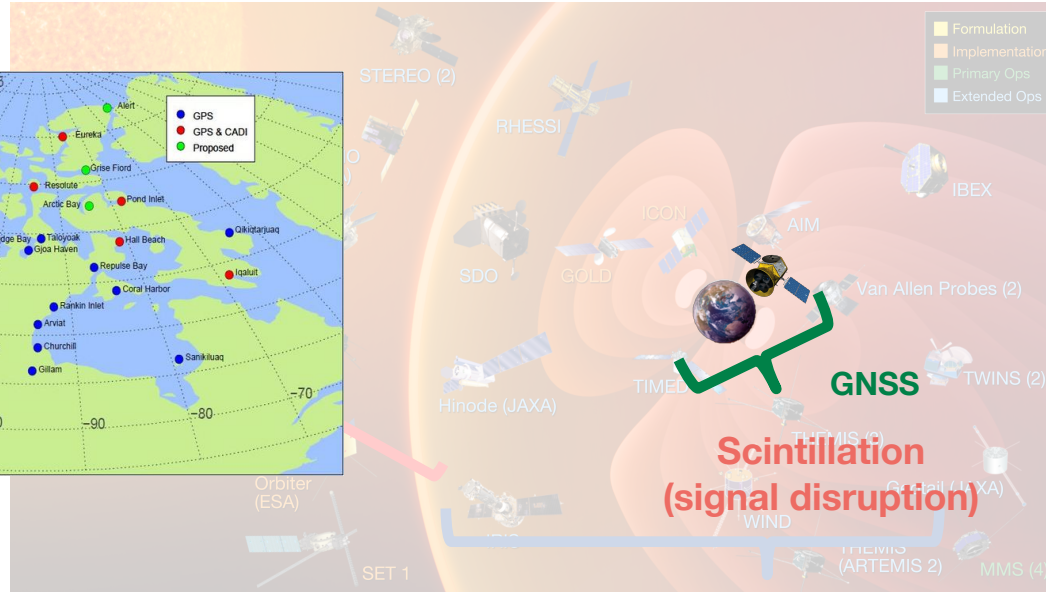 STEREO (2)
RHESSI
Formulation
Implementation
Primary Ops
Extended Ops
IBEX
ICON
AIM
SDO
GOLD
Van Allen Probes (2)
GPS
GPS & CADI
Proposed
Alert
Eureka
Grise Fiord
Resolute
Arctic Bay
Pond Inlet
Qikiqtarjuaq
Taloyoak
Gjoa Haven
Hall Beach
Repulse Bay
Iqaluit
Coral Harbor
Rankin Inlet
Arviat
Churchill
Gillam
Sanikiluaq
-70
-80
-90
Hinode (JAXA)
TIMED
GNSS
TWINS (2)
Scintillation
(signal disruption)
Orbiter
(ESA)
WIND
THEMIS
(ARTEMIS 2)
SET 1
MMS (4)